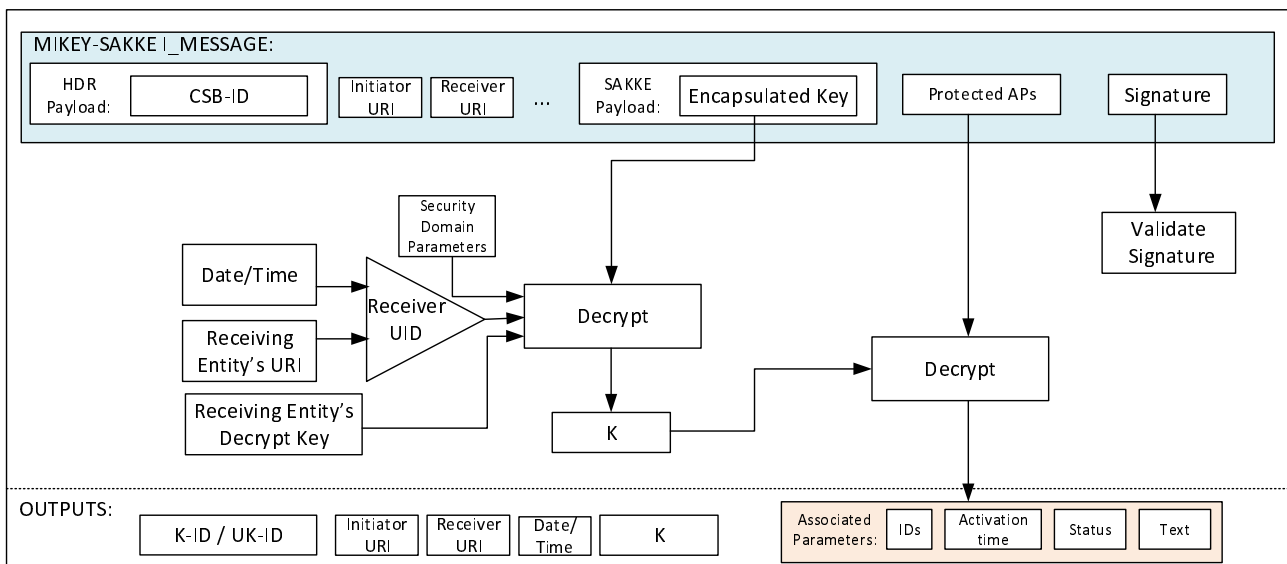 MIKEY-SAKKE I_MESSAGE:
HDR
Payload:
CSB-ID
Initiator
URI
Receiver
URI
...
SAKKE
Payload:
Encapsulated Key
Protected APs
Signature
Security
Domain
Parameters
Validate
Signature
Date/Time
Receiver
UID
Decrypt
Receiving
Entity’s URI
Decrypt
Receiving Entity’s
Decrypt Key
K
OUTPUTS:
K-ID / UK-ID
Initiator
URI
Receiver
URI
Date/
Time
K
Associated
Parameters:
IDs
Activation
time
Status
Text